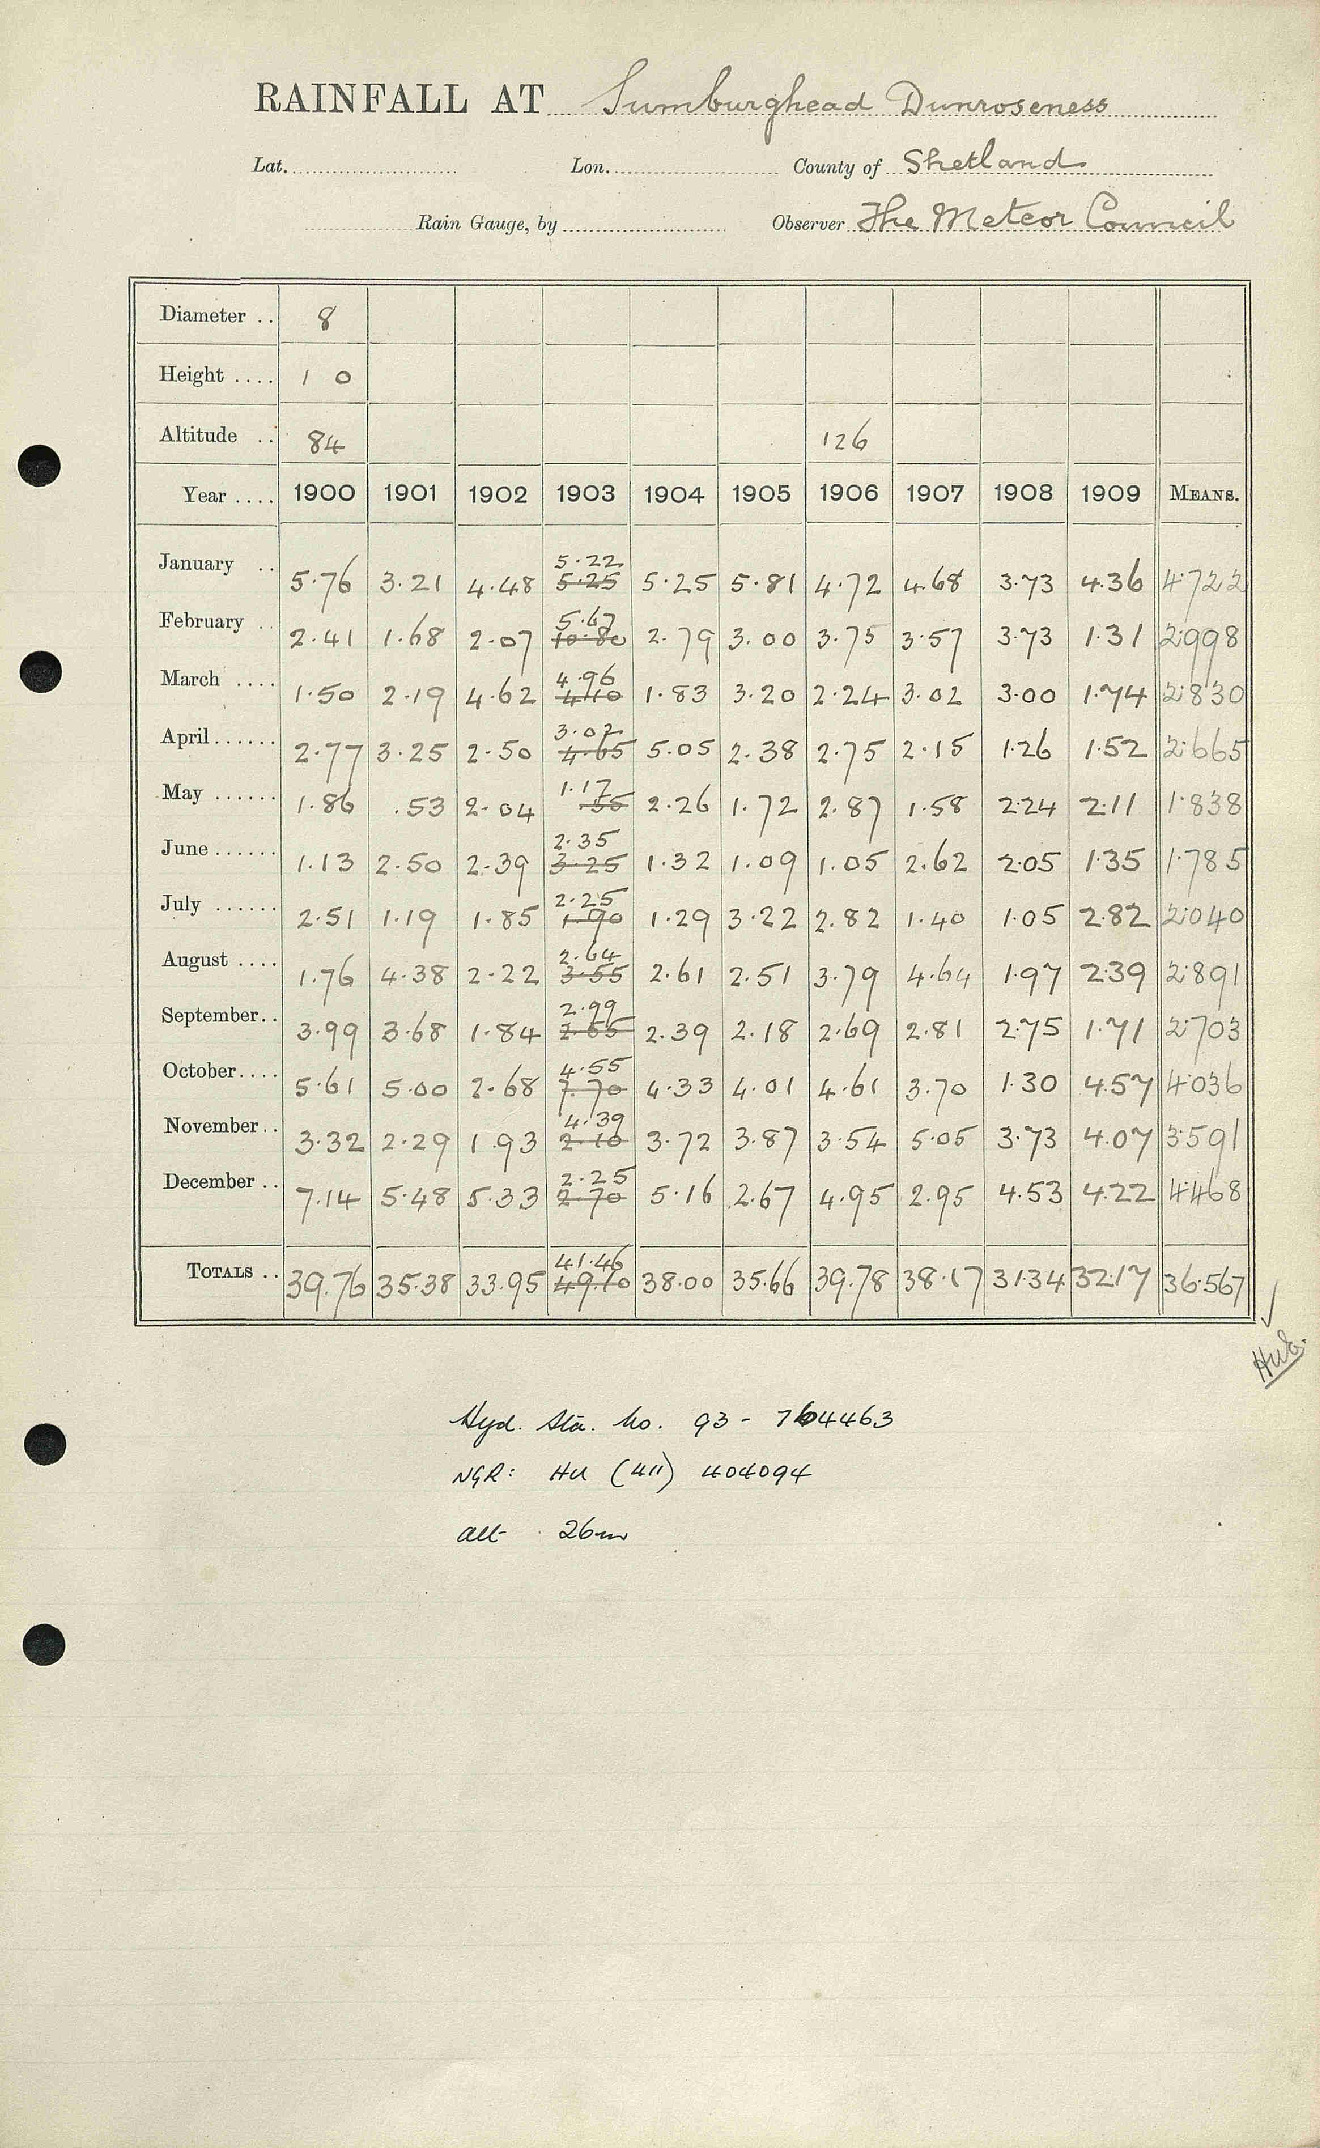 RAINFALL AT Sumburghead Dunroseness
Lat. Lon. County of Shetland
Rain Gauge, by Observer The Meteor Council
Diameter .. 8
Height .... 1 0
Altitude .. 84 126
Year .... 1900 1901 1902 1903 1904 1905 1906 1907 1908 1909 MEANS.
5.22
January .. 5.76 3.21 4.48 5.25 5.25 5.81 4.72 4.68 3.73 4.36 4.722
5.67
February .. 2.41 1.68 2.07 10.80 2.79 3.00 3.75 3.57 3.73 1.31 2.998
4.96
March .... 1.50 2.19 4.62 4.10 1.83 3.20 2.24 3.02 3.00 1.74 2.830
3.02
April...... 2.77 3.25 2.50 4.65 5.05 2.38 2.75 2.15 1.26 1.52 2.665
1.17
May ...... 1.86 .53 2.04 .55 2.26 1.72 2.87 1.58 2.24 2.11 1.838
2.35
June...... 1.13 2.50 2.39 3.25 1.32 1.09 1.05 2.62 2.05 1.35 1.785
2.25
July ...... 2.51 1.19 1.85 1.90 1.29 3.22 2.82 1.40 1.05 2.82 2.040
2.64
August .... 1.76 4.38 2.22 3.55 2.61 2.51 3.79 4.64 1.97 2.39 2.891
2.99
September.. 3.99 3.68 1.84 2.65 2.39 2.18 2.69 2.81 2.75 1.71 2.703
4.55
October.... 5.61 5.00 2.68 7.70 4.33 4.01 4.61 3.70 1.30 4.57 4.036
4.39
November.. 3.32 2.29 1.93 2.10 3.72 3.87 3.54 5.05 3.73 4.07 3.591
2.25
December .. 7.14 5.48 5.33 2.70 5.16 2.67 4.95 2.95 4.53 4.22 4.468
41.46
TOTALS .. 39.76 35.38 33.95 49.10 38.00 35.66 39.78 38.17 31.34 32.17 36.567
Hyd. Sta. No. 93 - 764463
NGR: HU (411) 404094
alt 26m